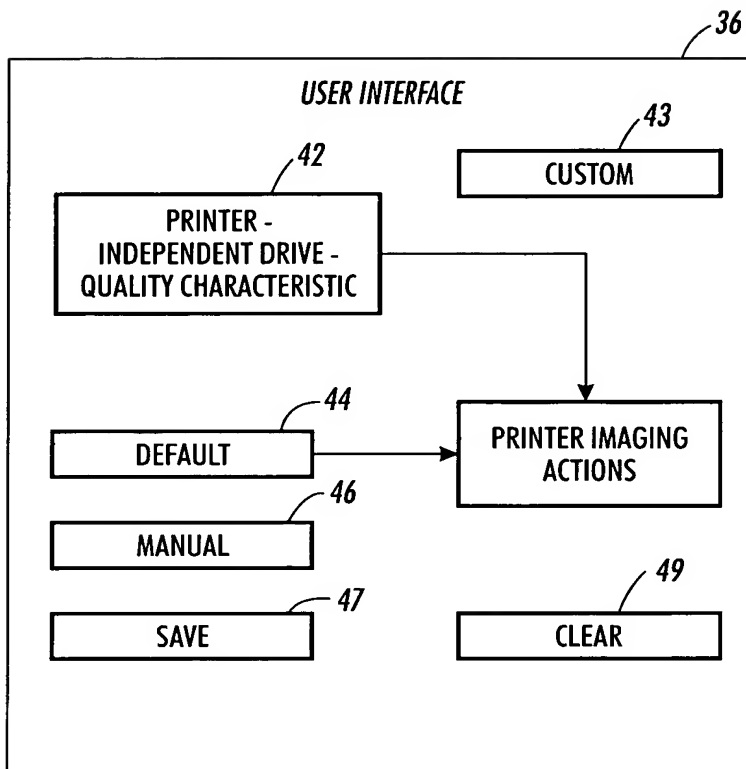 36
USER INTERFACE
43
CUSTOM
42
PRINTER -
INDEPENDENT DRIVE -
QUALITY CHARACTERISTIC
44
DEFAULT
PRINTER IMAGING
ACTIONS
46
MANUAL
47
SAVE
49
CLEAR